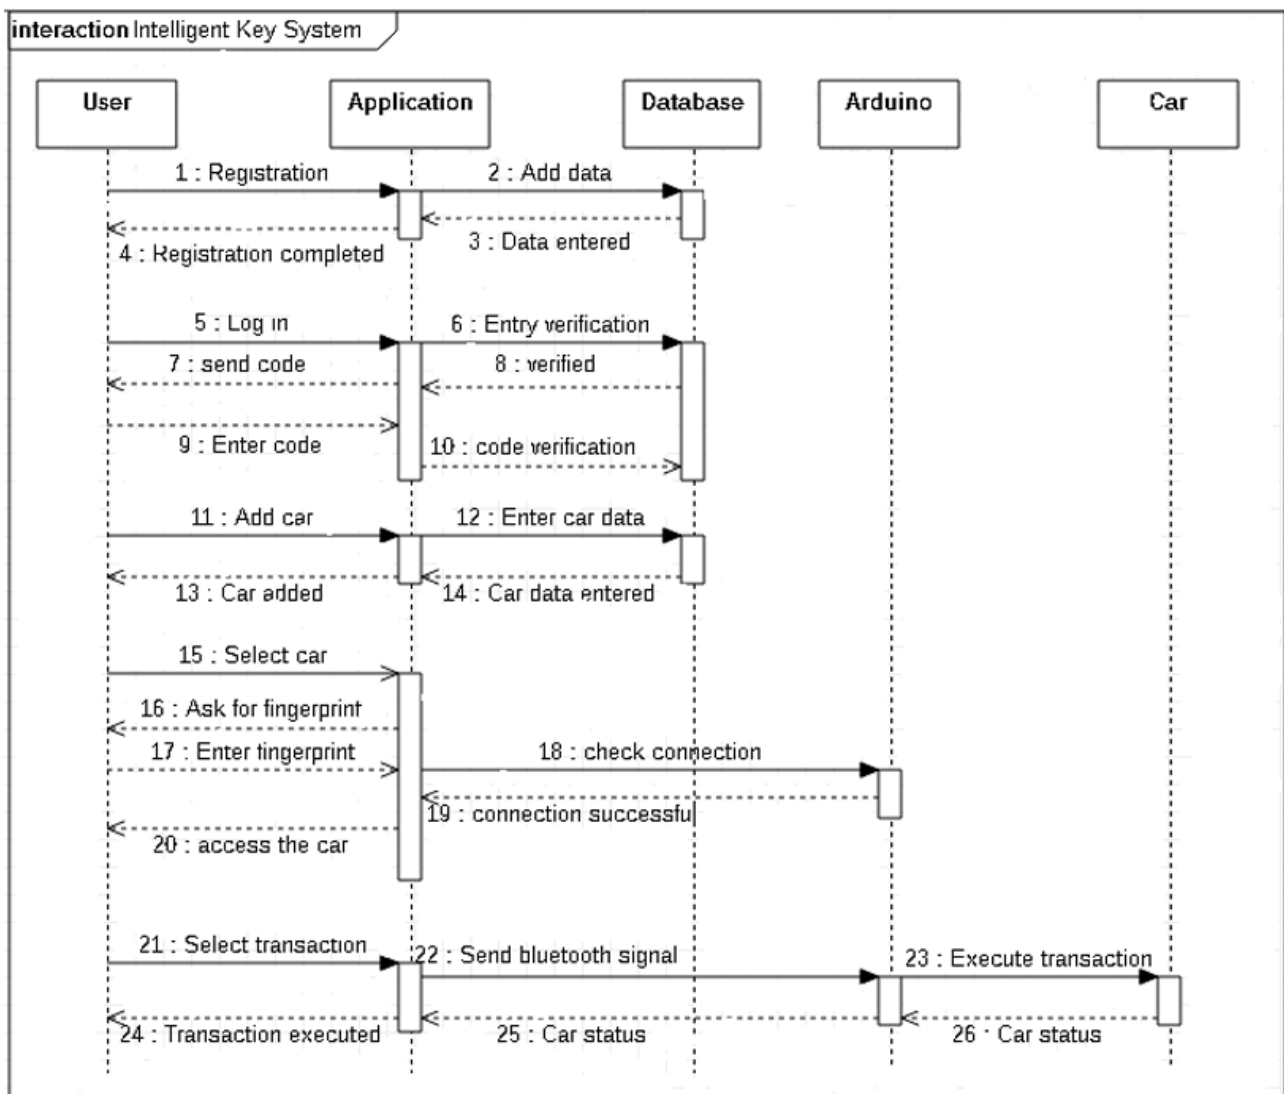 interaction Intelligent Key System
User Application Database Arduino Car
1 : Registration 2 : Add data
3 : Data entered
4 : Registration completed
5 : Log in 6 : Entry verification
7 : send code 8 : verified
9 : Enter code 10 : code verification
11 : Add car 12 : Enter car data
13 : Car added 14 : Car data entered
15 : Select car
16 : Ask for fingerprint
17 : Enter fingerprint 18 : check connection
19 : connection successful
20 : access the car
21 : Select transaction 22 : Send bluetooth signal 23 : Execute transaction
24 : Transaction executed 25 : Car status 26 : Car status